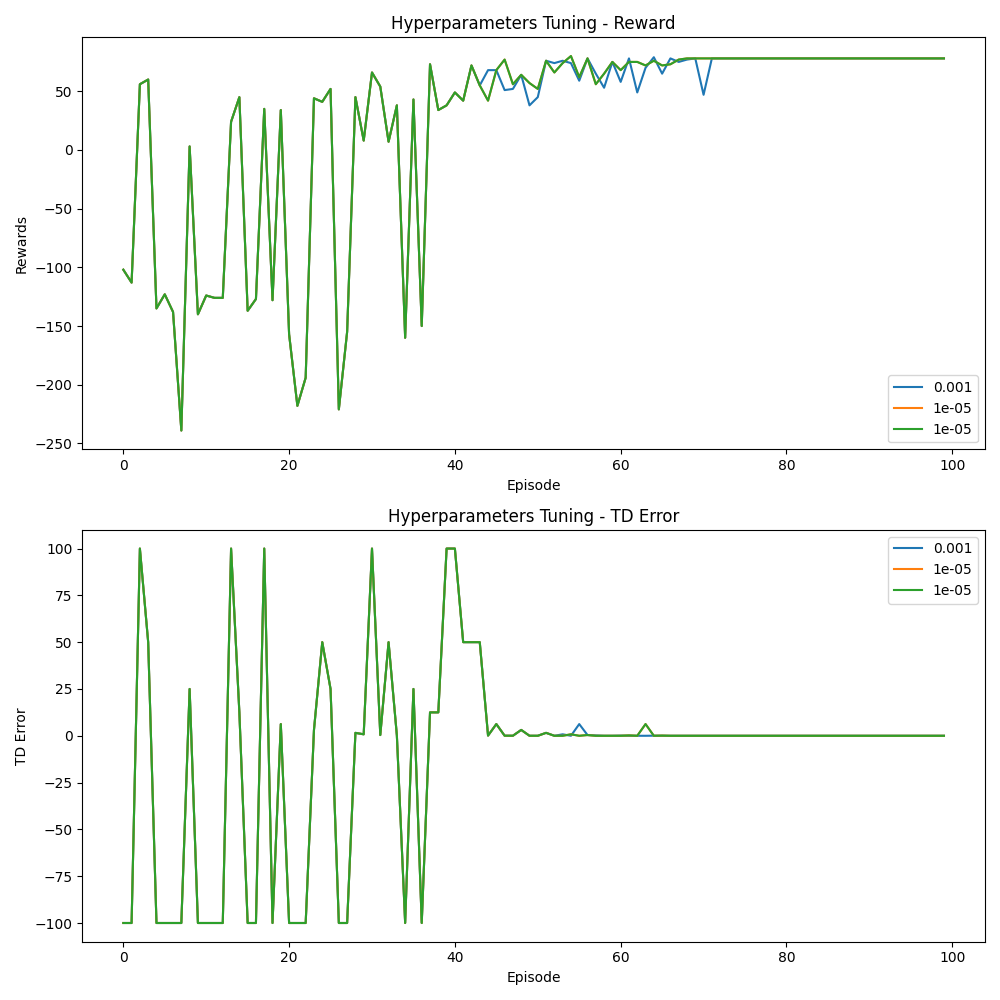 Hyperparameters Tuning - Reward
50
0
−50
−100
−150
−200
−250
Rewards
0 20 40 60 80 100
Episode
0.001
1e-05
1e-05
Hyperparameters Tuning - TD Error
100
75
50
25
0
−25
−50
−75
−100
TD Error
0 20 40 60 80 100
Episode
0.001
1e-05
1e-05